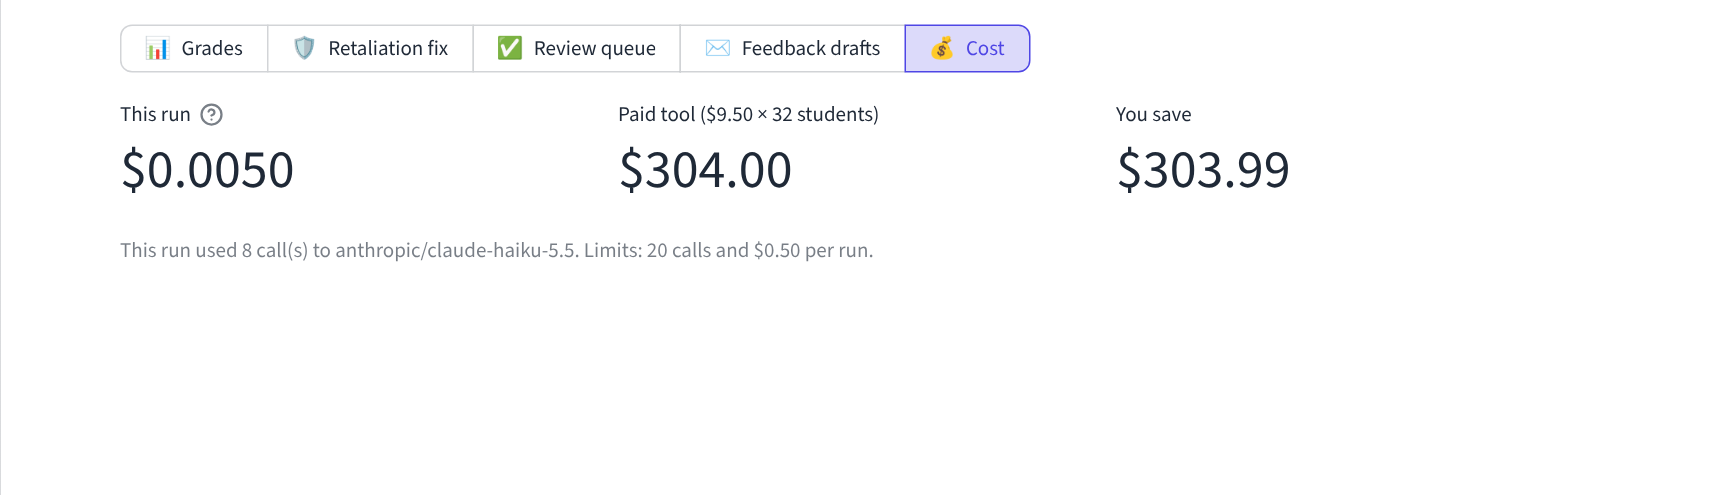 📊 Grades 🛡️ Retaliation fix ✅ Review queue ✉️ Feedback drafts 💰 Cost
This run ? Paid tool ($9.50 × 32 students) You save
$0.0050 $304.00 $303.99
This run used 8 call(s) to anthropic/claude-haiku-5.5. Limits: 20 calls and $0.50 per run.